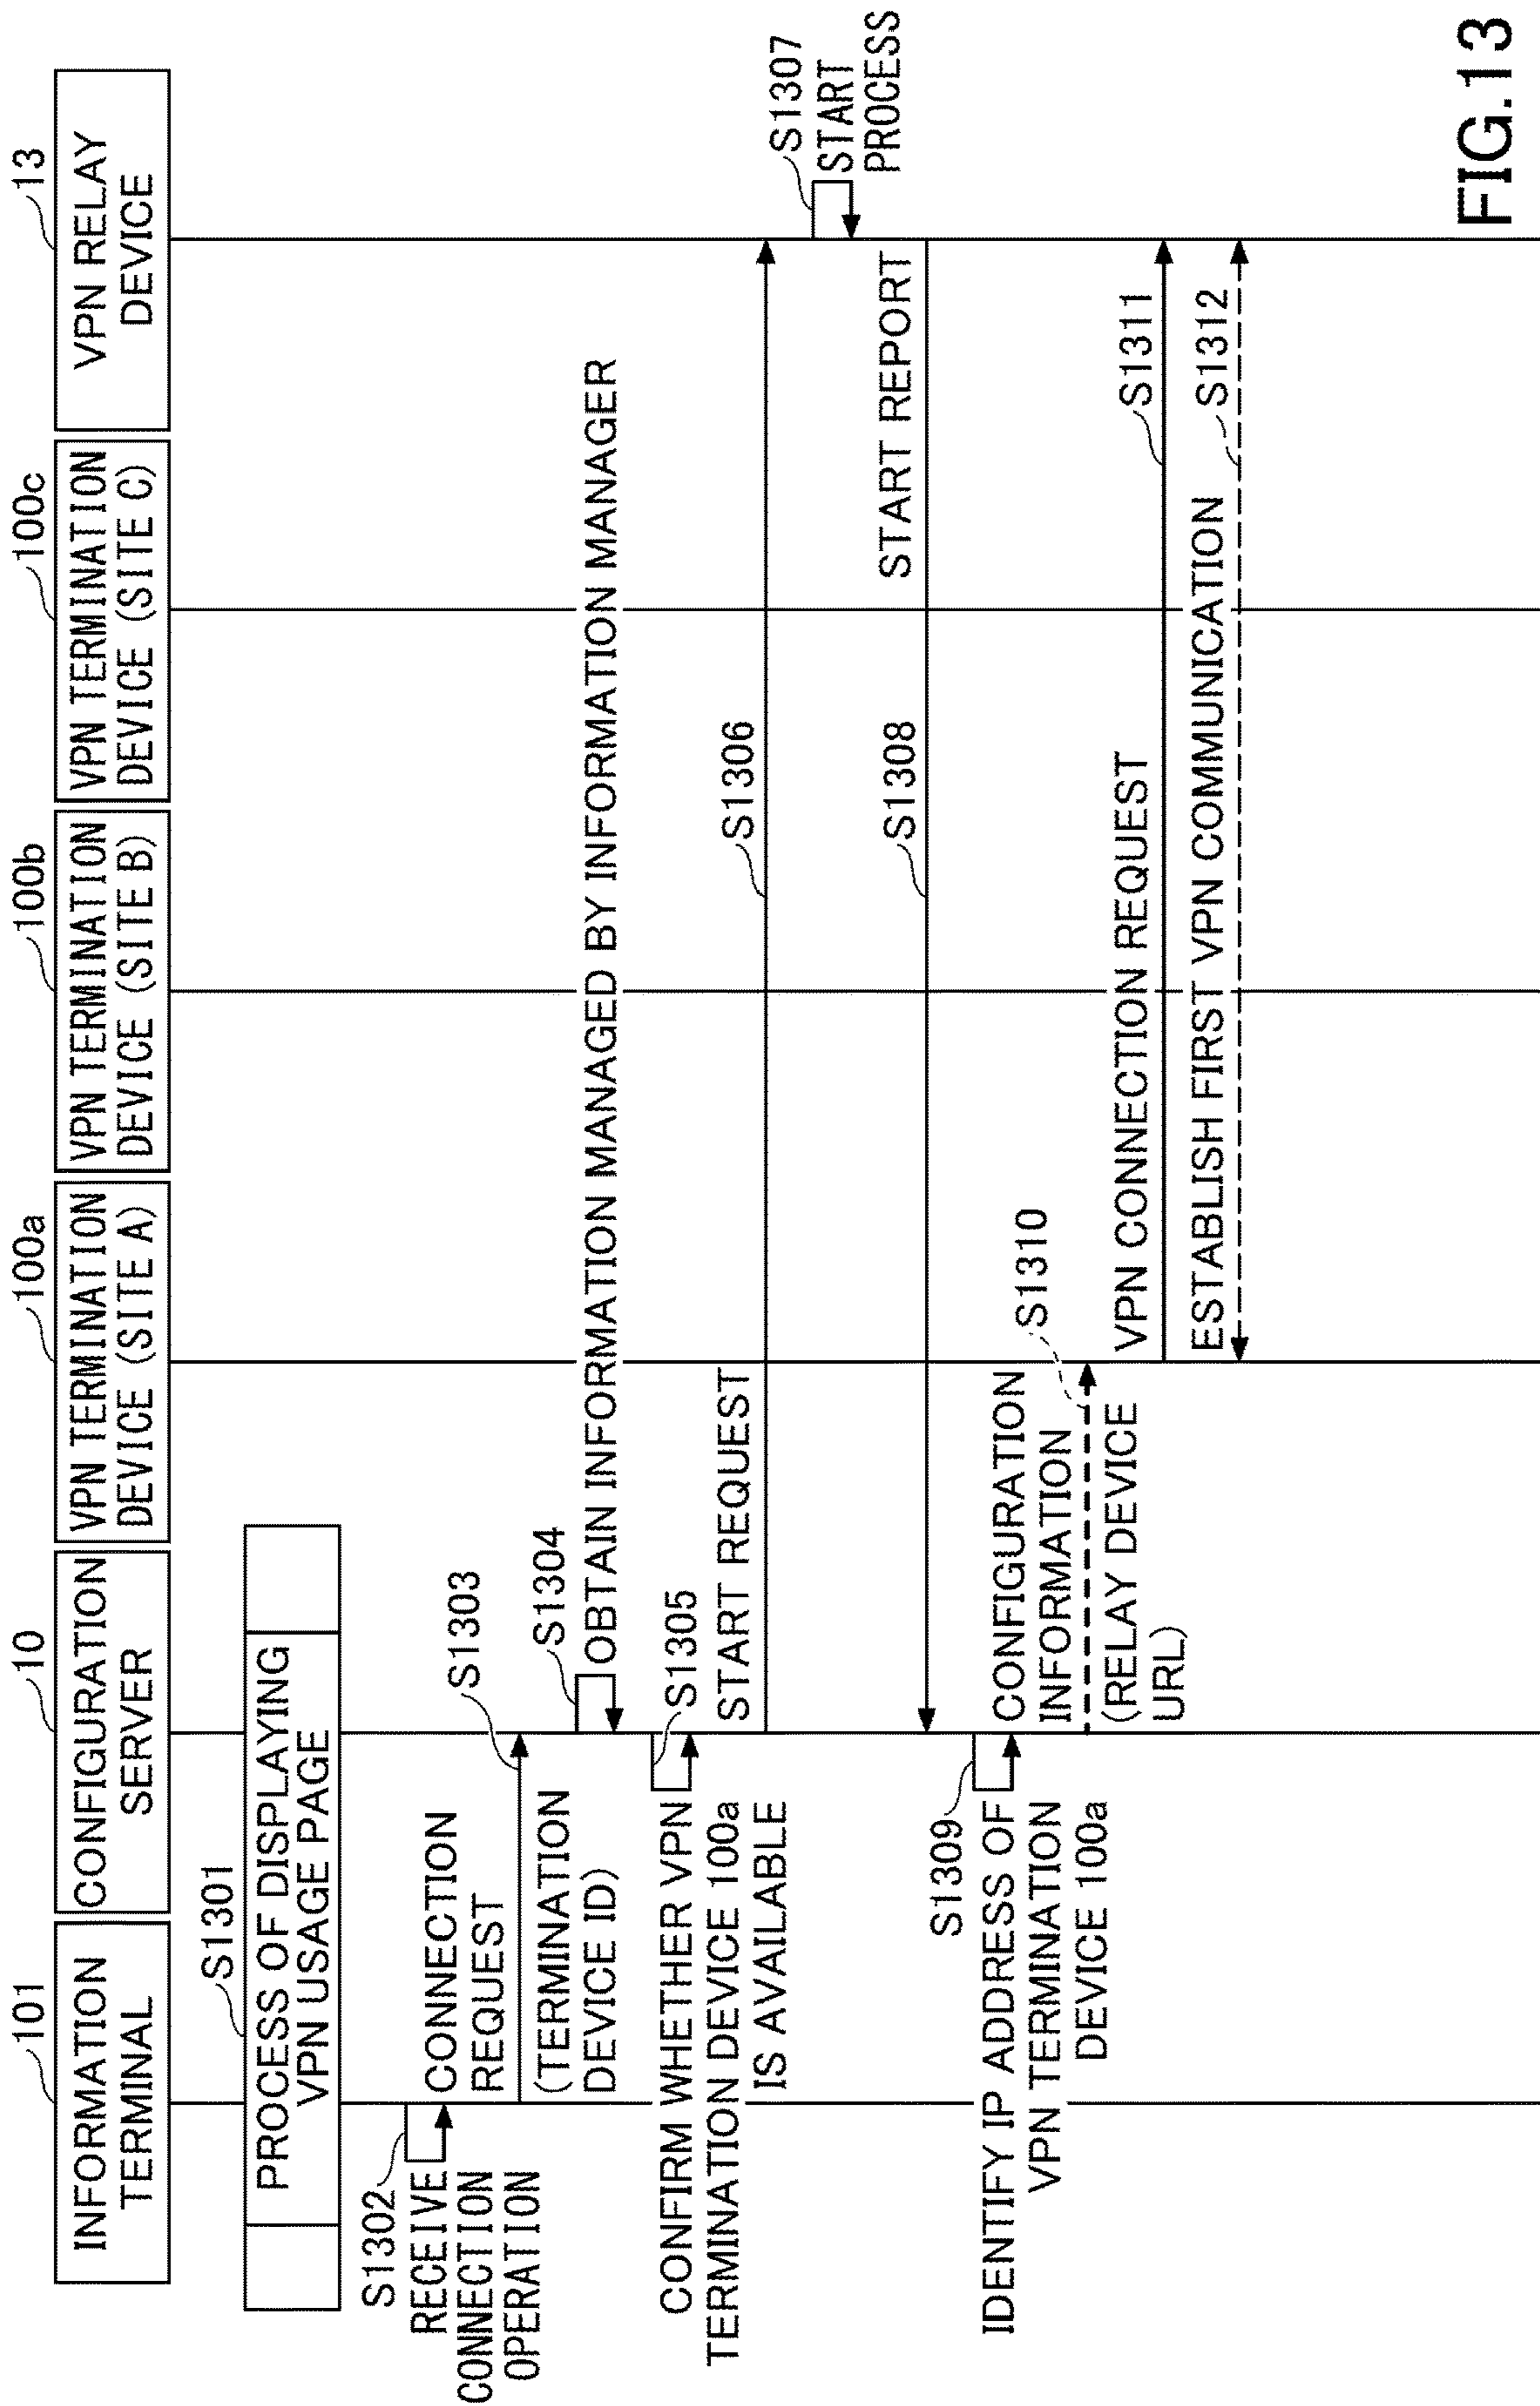 101
INFORMATION
TERMINAL
10
CONFIGURATION
SERVER
100a
VPN TERMINATION
DEVICE (SITE A)
100b
VPN TERMINATION
DEVICE (SITE B)
100c
VPN TERMINATION
DEVICE (SITE C)
13
VPN RELAY
DEVICE
S1301
PROCESS OF DISPLAYING
VPN USAGE PAGE
S1302
RECEIVE
CONNECTION
OPERATION
CONNECTION
REQUEST
S1303
(TERMINATION
DEVICE ID)
S1304
OBTAIN INFORMATION MANAGED BY INFORMATION MANAGER
S1305
CONFIRM WHETHER VPN
TERMINATION DEVICE 100a
IS AVAILABLE
START REQUEST
S1306
S1307
START
PROCESS
START REPORT
S1308
S1309
IDENTIFY IP ADDRESS OF
VPN TERMINATION
DEVICE 100a
CONFIGURATION
INFORMATION
S1310
(RELAY DEVICE
URL)
VPN CONNECTION REQUEST
S1311
ESTABLISH FIRST VPN COMMUNICATION
S1312
FIG.13